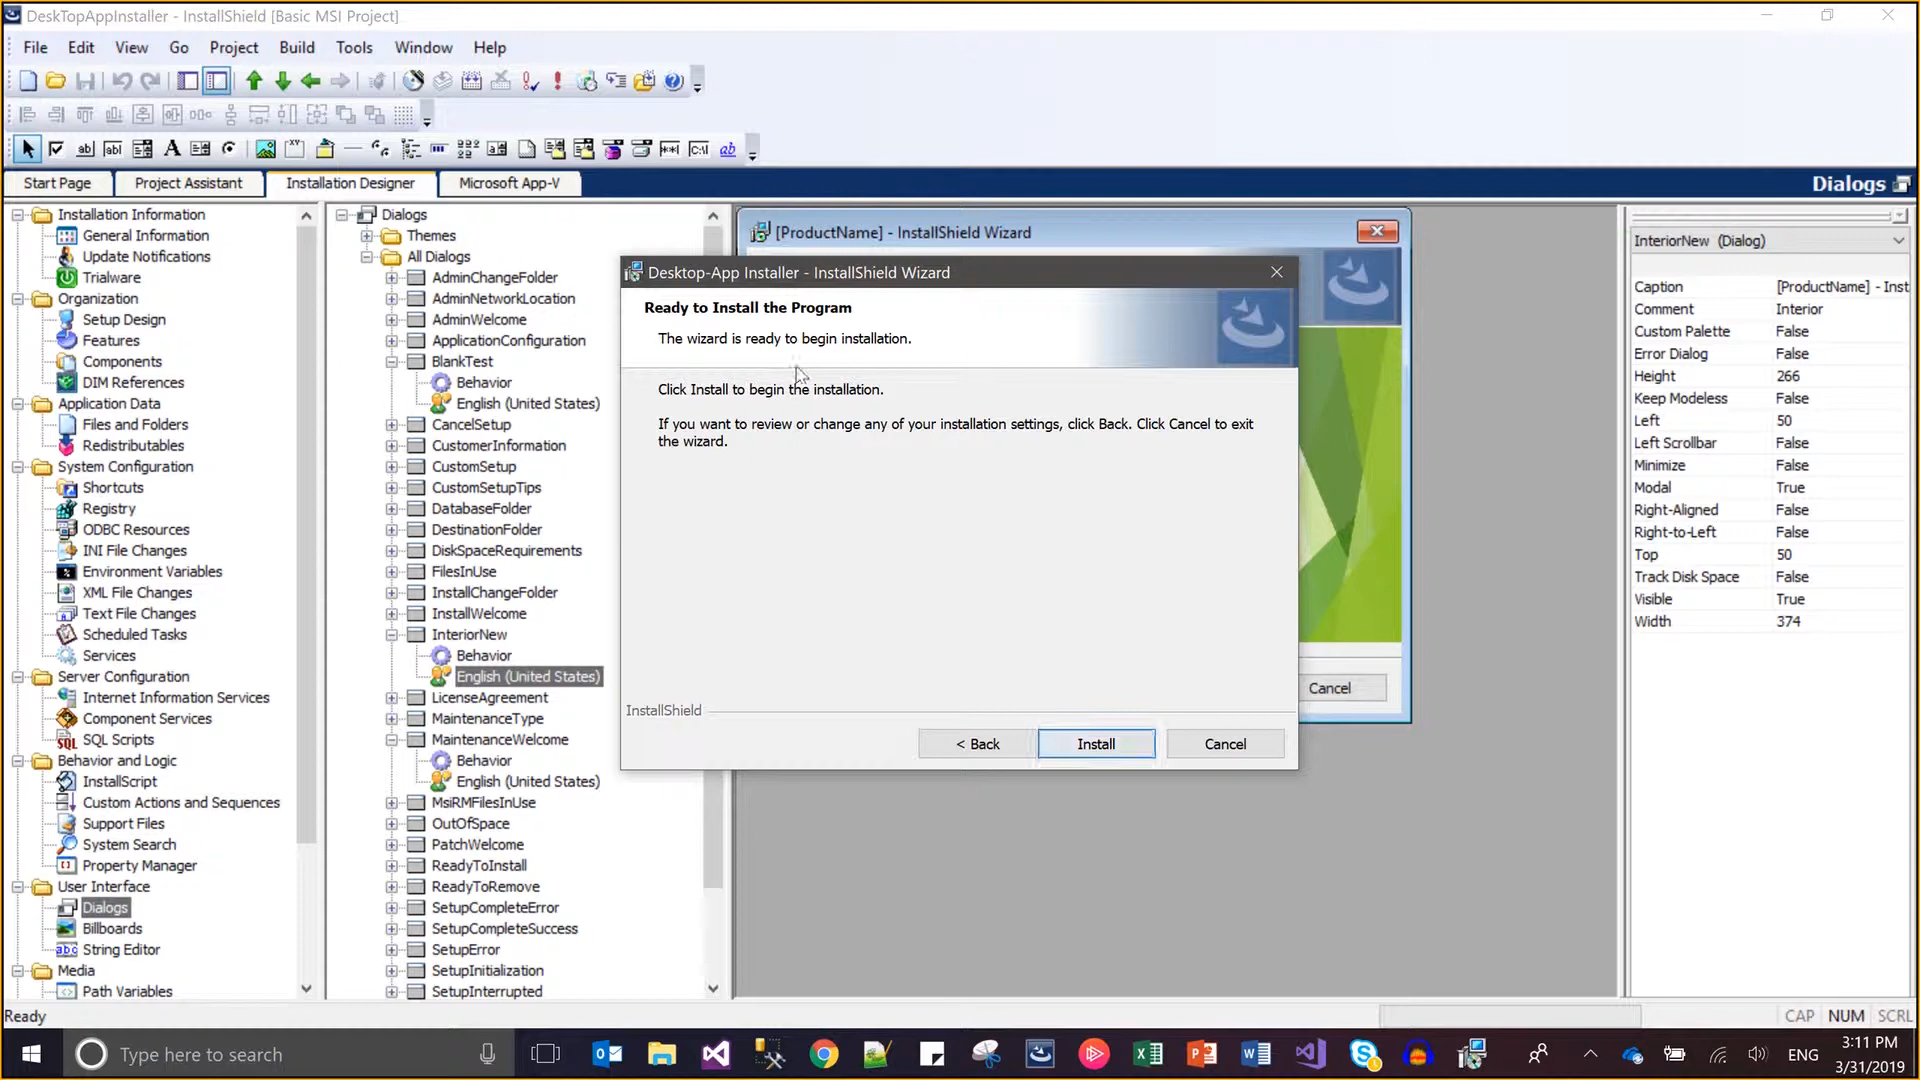 DeskTopAppInstaller - InstallShield [Basic MSI Project]
File Edit View Go Project Build Tools Window Help
Start Page Project Assistant Installation Designer Microsoft App-V Dialogs
Installation Information
General Information
Update Notifications
Trialware
Organization
Setup Design
Features
Components
DIM References
Application Data
Files and Folders
Redistributables
System Configuration
Shortcuts
Registry
ODBC Resources
INI File Changes
Environment Variables
XML File Changes
Text File Changes
Scheduled Tasks
Services
Server Configuration
Internet Information Services
Component Services
SQL Scripts
Behavior and Logic
InstallScript
Custom Actions and Sequences
Support Files
System Search
Property Manager
User Interface
Dialogs
Billboards
String Editor
Media
Path Variables
Dialogs
Themes
All Dialogs
AdminChangeFolder
AdminNetworkLocation
AdminWelcome
ApplicationConfiguration
BlankTest
Behavior
English (United States)
CancelSetup
CustomerInformation
CustomSetup
CustomSetupTips
DatabaseFolder
DestinationFolder
DiskSpaceRequirements
FilesInUse
InstallChangeFolder
InstallWelcome
InteriorNew
Behavior
English (United States)
LicenseAgreement
MaintenanceType
MaintenanceWelcome
Behavior
English (United States)
MsiRMFilesInUse
OutOfSpace
PatchWelcome
ReadyToInstall
ReadyToRemove
SetupCompleteError
SetupCompleteSuccess
SetupError
SetupInitialization
SetupInterrupted
[ProductName] - InstallShield Wizard
Cancel
Desktop-App Installer - InstallShield Wizard
Ready to Install the Program
The wizard is ready to begin installation.
Click Install to begin the installation.
If you want to review or change any of your installation settings, click Back. Click Cancel to exit
the wizard.
InstallShield
< Back Install Cancel
InteriorNew (Dialog)
Caption [ProductName] - Inst
Comment Interior
Custom Palette False
Error Dialog False
Height 266
Keep Modeless False
Left 50
Left Scrollbar False
Minimize False
Modal True
Right-Aligned False
Right-to-Left False
Top 50
Track Disk Space False
Visible True
Width 374
Ready CAP NUM SCRL
Type here to search
ENG
3:11 PM
3/31/2019